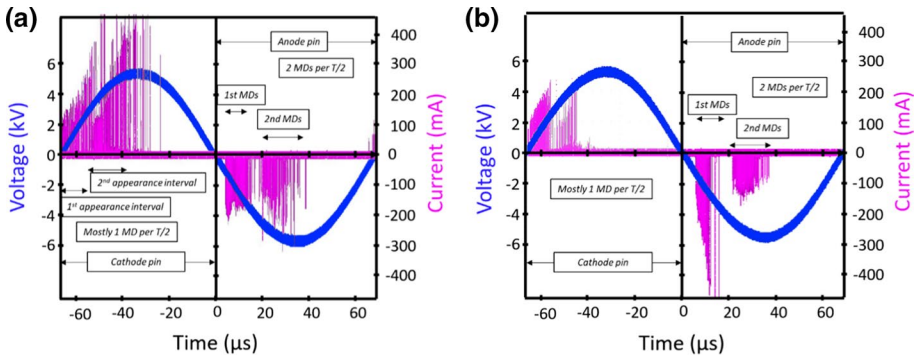 (a)
Voltage (kV)
6
4
2
0
-2
-4
-6
Anode pin
2 MDs per T/2
1st MDs
2nd MDs
2nd appearance interval
1st appearance interval
Mostly 1 MD per T/2
Cathode pin
400
300
200
100
0
-100
-200
-300
-400
Current (mA)
-60 -40 -20 0 20 40 60
Time (μs)
(b)
Voltage (kV)
6
4
2
0
-2
-4
-6
Anode pin
2 MDs per T/2
1st MDs
2nd MDs
Mostly 1 MD per T/2
Cathode pin
400
300
200
100
0
-100
-200
-300
-400
Current (mA)
-60 -40 -20 0 20 40 60
Time (μs)